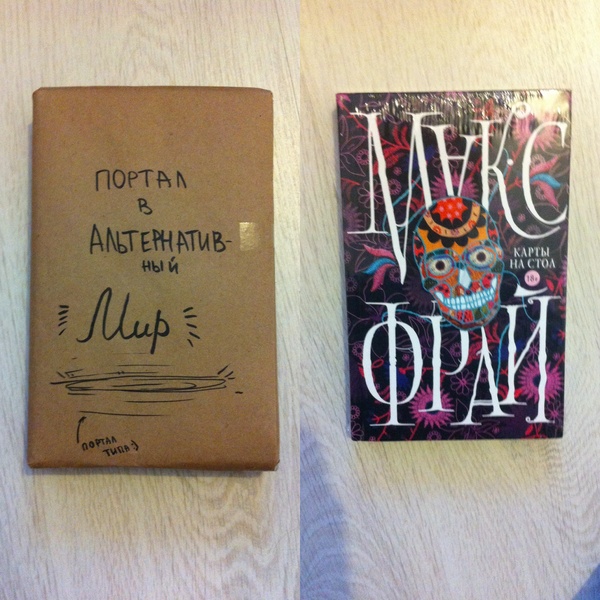 ПОРТАЛ
В
АЛЬТЕРНАТИВ-
НЫЙ
Мир
ПОРТАЛ
ТИПА:)
МАКС
КАРТЫ
НА СТОЛ
18+
ФРАЙ